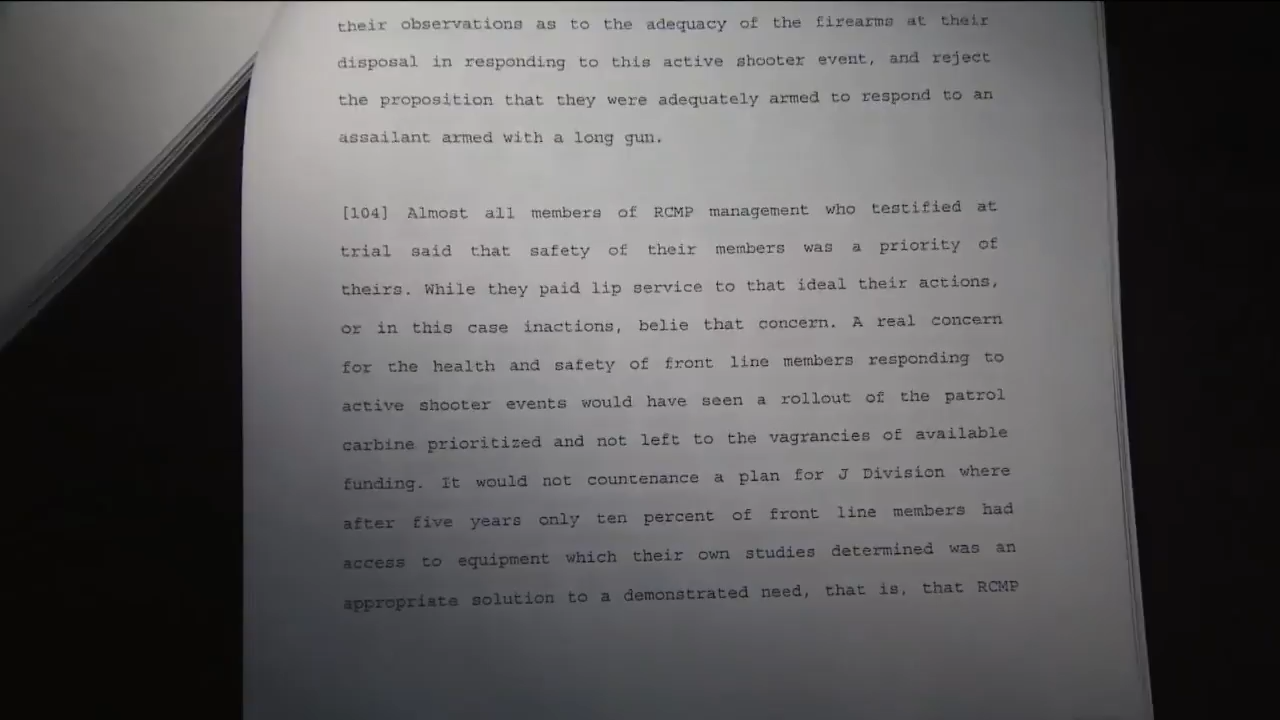 their observations as to the adequacy of the firearms at their
disposal in responding to this active shooter event, and reject
the proposition that they were adequately armed to respond to an
assailant armed with a long gun.
[104] Almost all members of RCMP management who testified at
trial said that safety of their members was a priority of
theirs. While they paid lip service to that ideal their actions,
or in this case inactions, belie that concern. A real concern
for the health and safety of front line members responding to
active shooter events would have seen a rollout of the patrol
carbine prioritized and not left to the vagrancies of available
funding. It would not countenance a plan for J Division where
after five years only ten percent of front line members had
access to equipment which their own studies determined was an
appropriate solution to a demonstrated need, that is, that RCMP